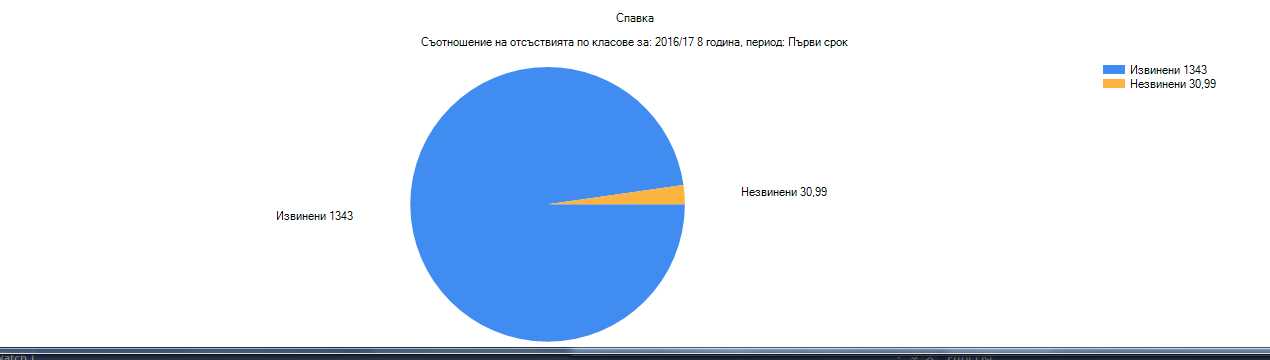 Спавка
Съотношение на отсъствията по класове за: 2016/17 8 година, период: Първи срок
Извинени 1343
Незвинени 30,99
Незвинени 30,99
Извинени 1343